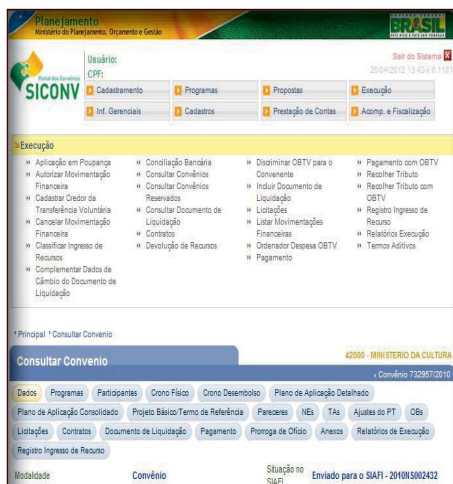 Planejamento
Ministério do Planejamento, Orçamento e Gestão
BRASIL
Portal dos Convênios
SICONV
Usuário:
CPF:
Sair do Sistema X
Cadastramento Programas Propostas Execução
Inf. Gerenciais Cadastros Prestação de Contas Acomp. e Fiscalização
Execução
Aplicação em Poupança
Autorizar Movimentação
Financeira
Cadastrar Credor da
Transferência Voluntária
Cancelar Movimentação
Financeira
Classificar Ingresso de
Recursos
Complementar Dados de
Câmbio do Documento de
Liquidação
Conciliação Bancária
Consultar Convênios
Consultar Convênios
Reservados
Consultar Documento de
Liquidação
Contratos
Devolução de Recursos
Discriminar OBTV para o
Convenente
Incluir Documento de
Liquidação
Licitações
Listar Movimentações
Financeiras
Ordenador Despesa OBTV
Pagamento
Pagamento com OBTV
Recolher Tributo
Recolher Tributo com
OBTV
Registro Ingresso de
Recurso
Relatórios Execução
Termos Aditivos
Principal Consultar Convenio
Consultar Convenio
42000 - MINISTERIO DA CULTURA
Convênio 732957/2010
Dados Programas Participantes Crono Físico Crono Desembolso Plano de Aplicação Detalhado
Plano de Aplicação Consolidado Projeto Básico/Termo de Referência Pareceres NEs TAs Ajustes do PT OBs
Licitações Contratos Documento de Liquidação Pagamento Prorroga de Ofício Anexos Relatórios de Execução
Registro Ingresso de Recurso
Modalidade Convênio Situação no SIAFI Enviado para o SIAFI - 2010NS002432